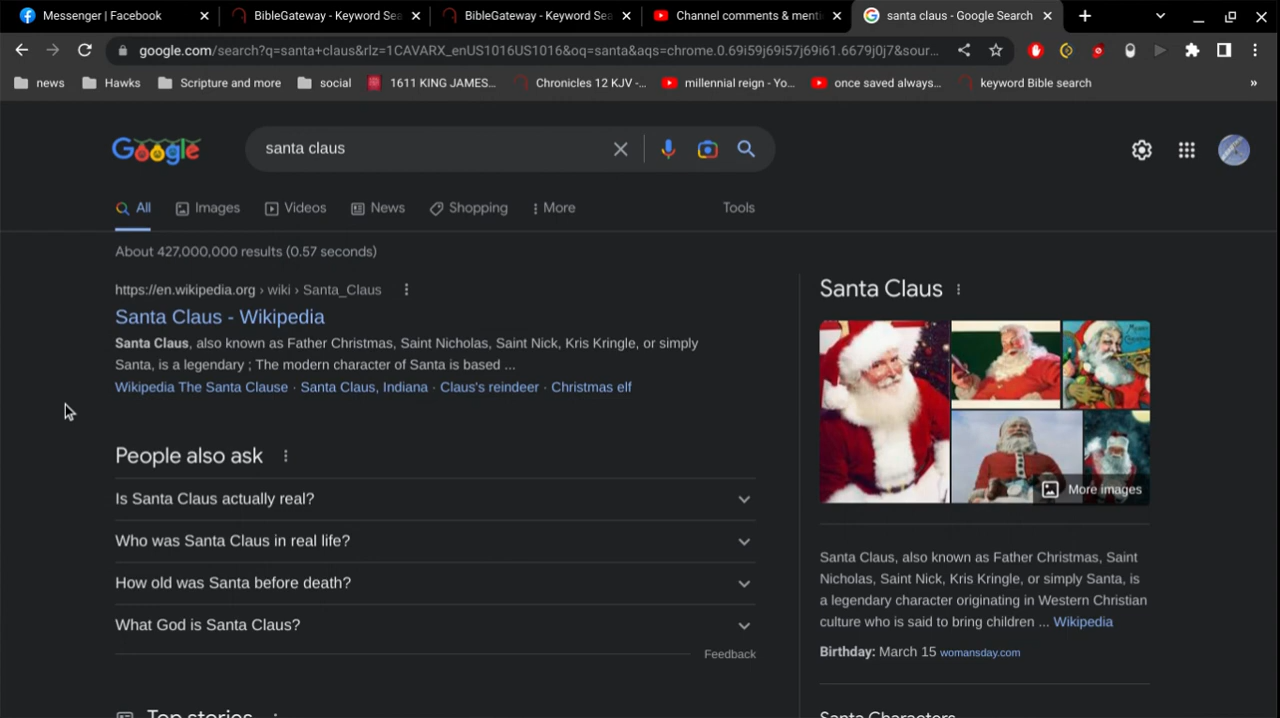 Messenger | Facebook
BibleGateway - Keyword Sea
BibleGateway - Keyword Sea
Channel comments & menti
santa claus - Google Search
google.com/search?q=santa+claus&rlz=1CAVARX_enUS1016US1016&oq=santa&aqs=chrome.0.69i59j69i57j69i61.6679j0j7&sour...
news
Hawks
Scripture and more
social
1611 KING JAMES...
Chronicles 12 KJV -...
millennial reign - Yo...
once saved always...
keyword Bible search
»
Google
santa claus
All
Images
Videos
News
Shopping
More
Tools
About 427,000,000 results (0.57 seconds)
https://en.wikipedia.org › wiki › Santa_Claus
Santa Claus - Wikipedia
Santa Claus, also known as Father Christmas, Saint Nicholas, Saint Nick, Kris Kringle, or simply
Santa, is a legendary ; The modern character of Santa is based ...
Wikipedia The Santa Clause · Santa Claus, Indiana · Claus's reindeer · Christmas elf
People also ask
Is Santa Claus actually real?
Who was Santa Claus in real life?
How old was Santa before death?
What God is Santa Claus?
Feedback
Top stories
Santa Claus
More images
Santa Claus, also known as Father Christmas, Saint
Nicholas, Saint Nick, Kris Kringle, or simply Santa, is
a legendary character originating in Western Christian
culture who is said to bring children ... Wikipedia
Birthday: March 15 womansday.com
Santa Characters